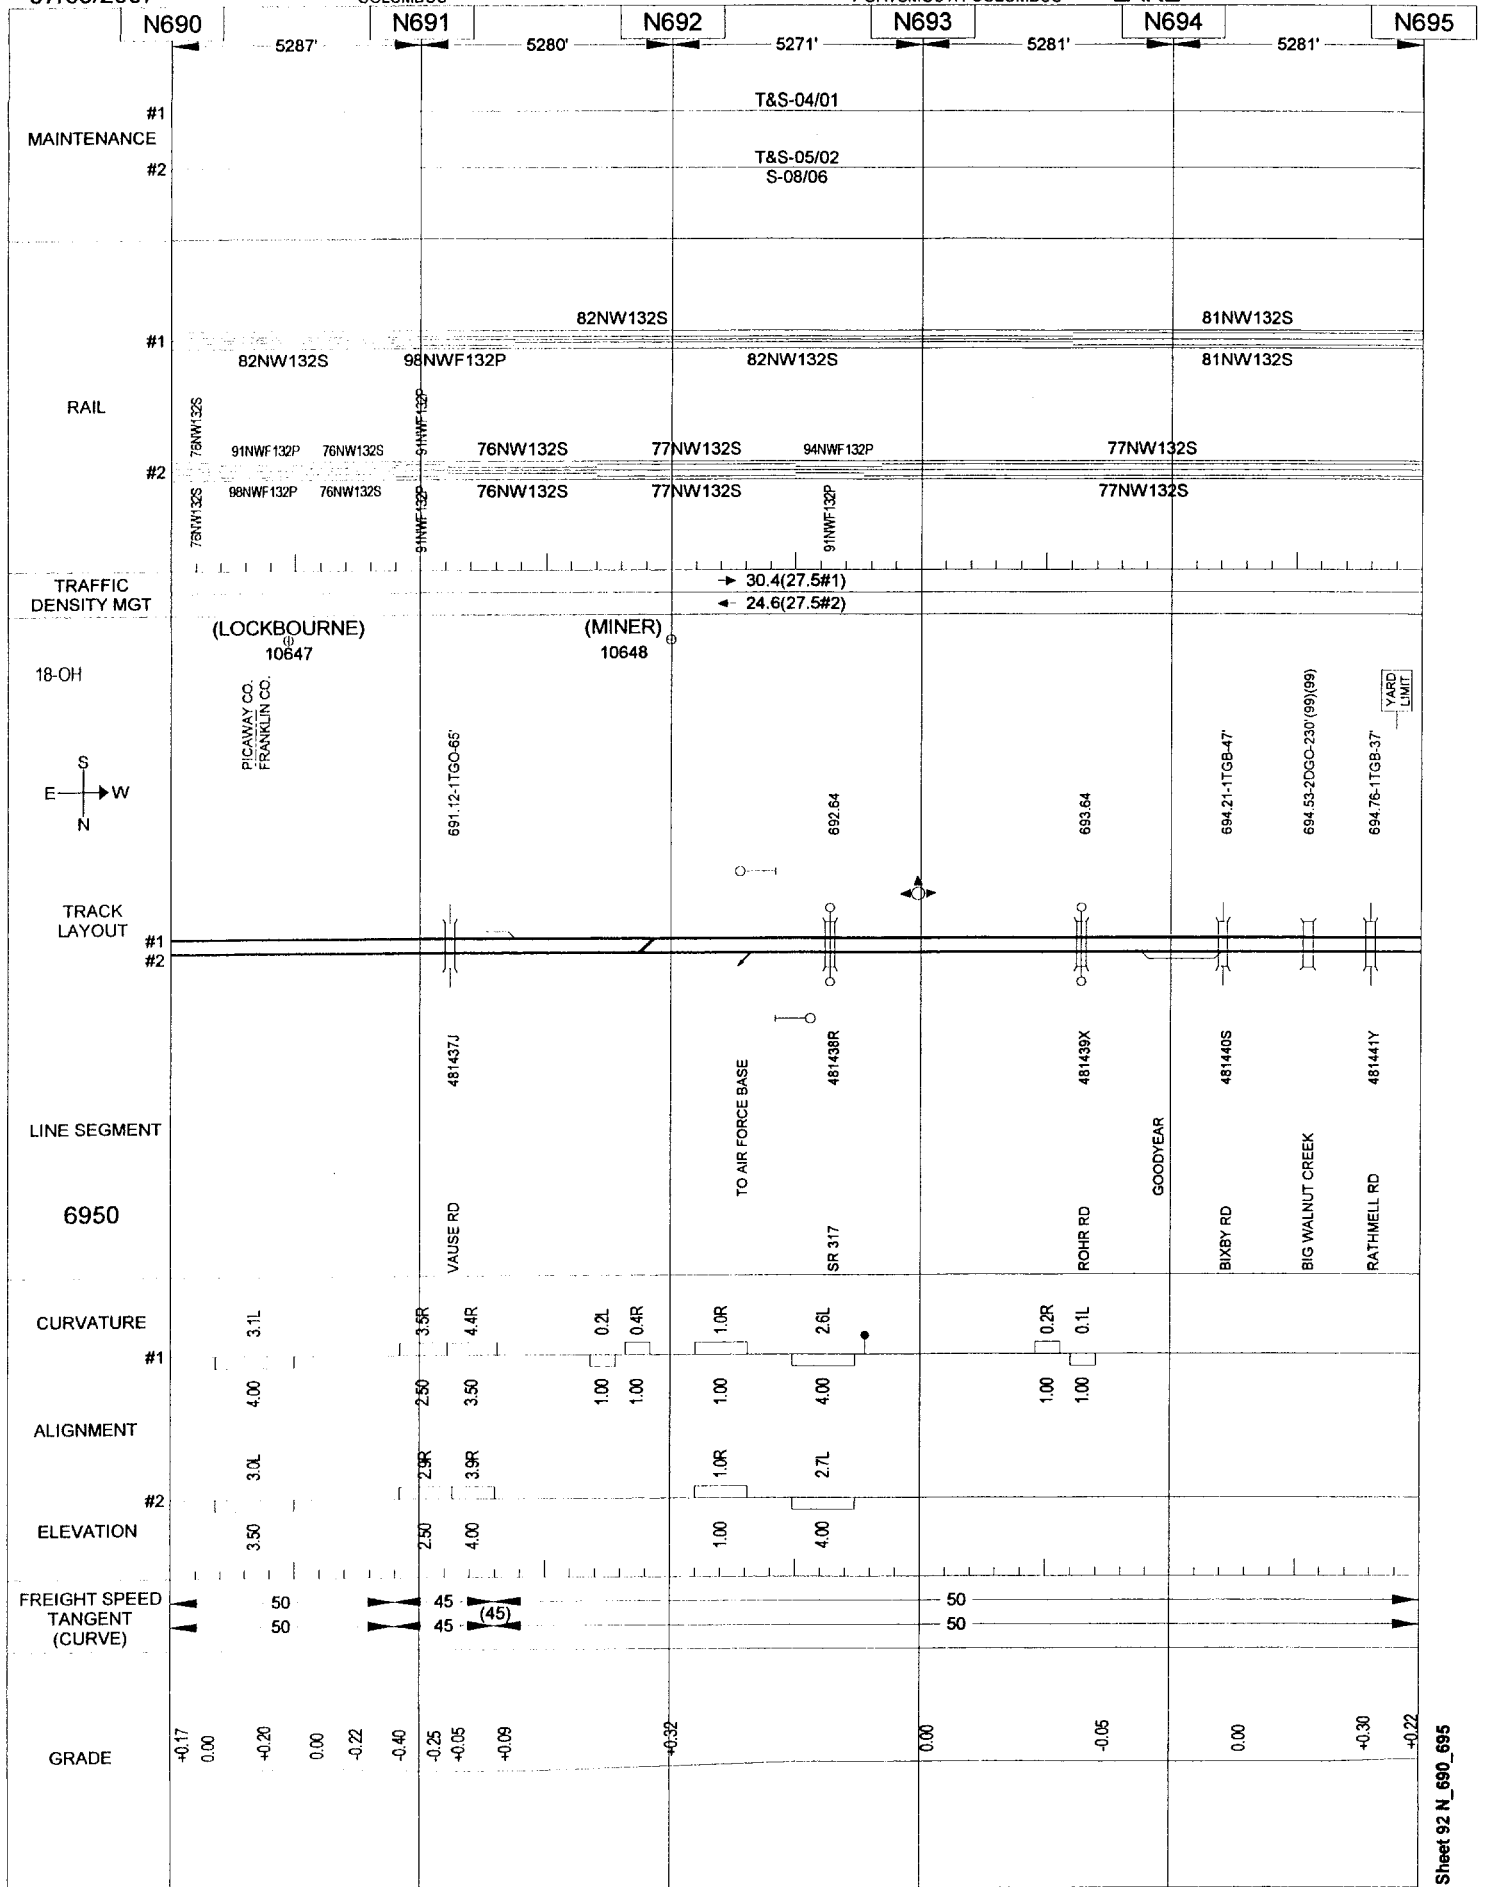 N690 N691 N692 N693 N694 N695
5287' 5280' 5271' 5281' 5281'
MAINTENANCE
#1 T&S-04/01
#2 T&S-05/02
S-08/06
RAIL
82NW132S 81NW132S
#1
82NW132S 98NWF132P 82NW132S 81NW132S
76NW132S 91NWF132P 76NW132S 91NWF132P 76NW132S 77NW132S 94NWF132P 77NW132S
#2
76NW132S 98NWF132P 76NW132S 91NWF132P 76NW132S 77NW132S 91NWF132P 77NW132S
TRAFFIC
DENSITY MGT
30.4(27.5#1)
24.6(27.5#2)
(LOCKBOURNE) (MINER)
10647 10648
18-OH
PICAWAY CO.
FRANKLIN CO.
YARD
LIMIT
S
E W
N
691.12-1TGO-65' 692.64 693.64 694.21-1TGB-47' 694.53-2DGO-230'(99)(99) 694.76-1TGB-37'
TRACK
LAYOUT
#1
#2
481437J 481438R 481439X 481440S 481441Y
LINE SEGMENT
6950
VAUSE RD TO AIR FORCE BASE SR 317 ROHR RD GOODYEAR BIXBY RD BIG WALNUT CREEK RATHMELL RD
CURVATURE
3.1L 3.5R 4.4R 0.2L 0.4R 1.0R 2.6L 0.2R 0.1L
#1
4.00 2.50 3.50 1.00 1.00 1.00 4.00 1.00 1.00
ALIGNMENT
3.0L 2.9R 3.9R 1.0R 2.7L
#2
ELEVATION
3.50 2.50 4.00 1.00 4.00
FREIGHT SPEED
TANGENT
(CURVE)
50 45 (45) 50
50 45 50
GRADE
+0.17 0.00 +0.20 0.00 -0.22 -0.40 -0.25 +0.05 +0.09 +0.32 0.00 -0.05 0.00 +0.30 +0.22
Sheet 92 N_690_695